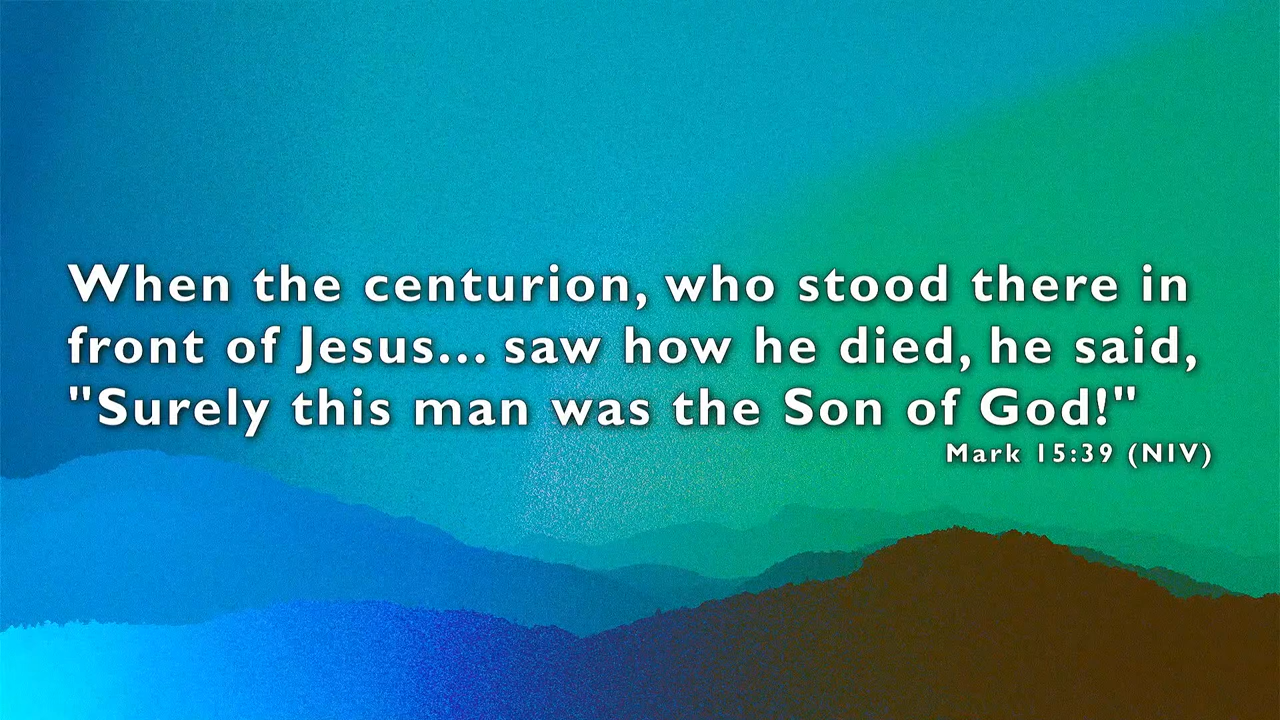 When the centurion, who stood there in
front of Jesus... saw how he died, he said,
"Surely this man was the Son of God!"
Mark 15:39 (NIV)